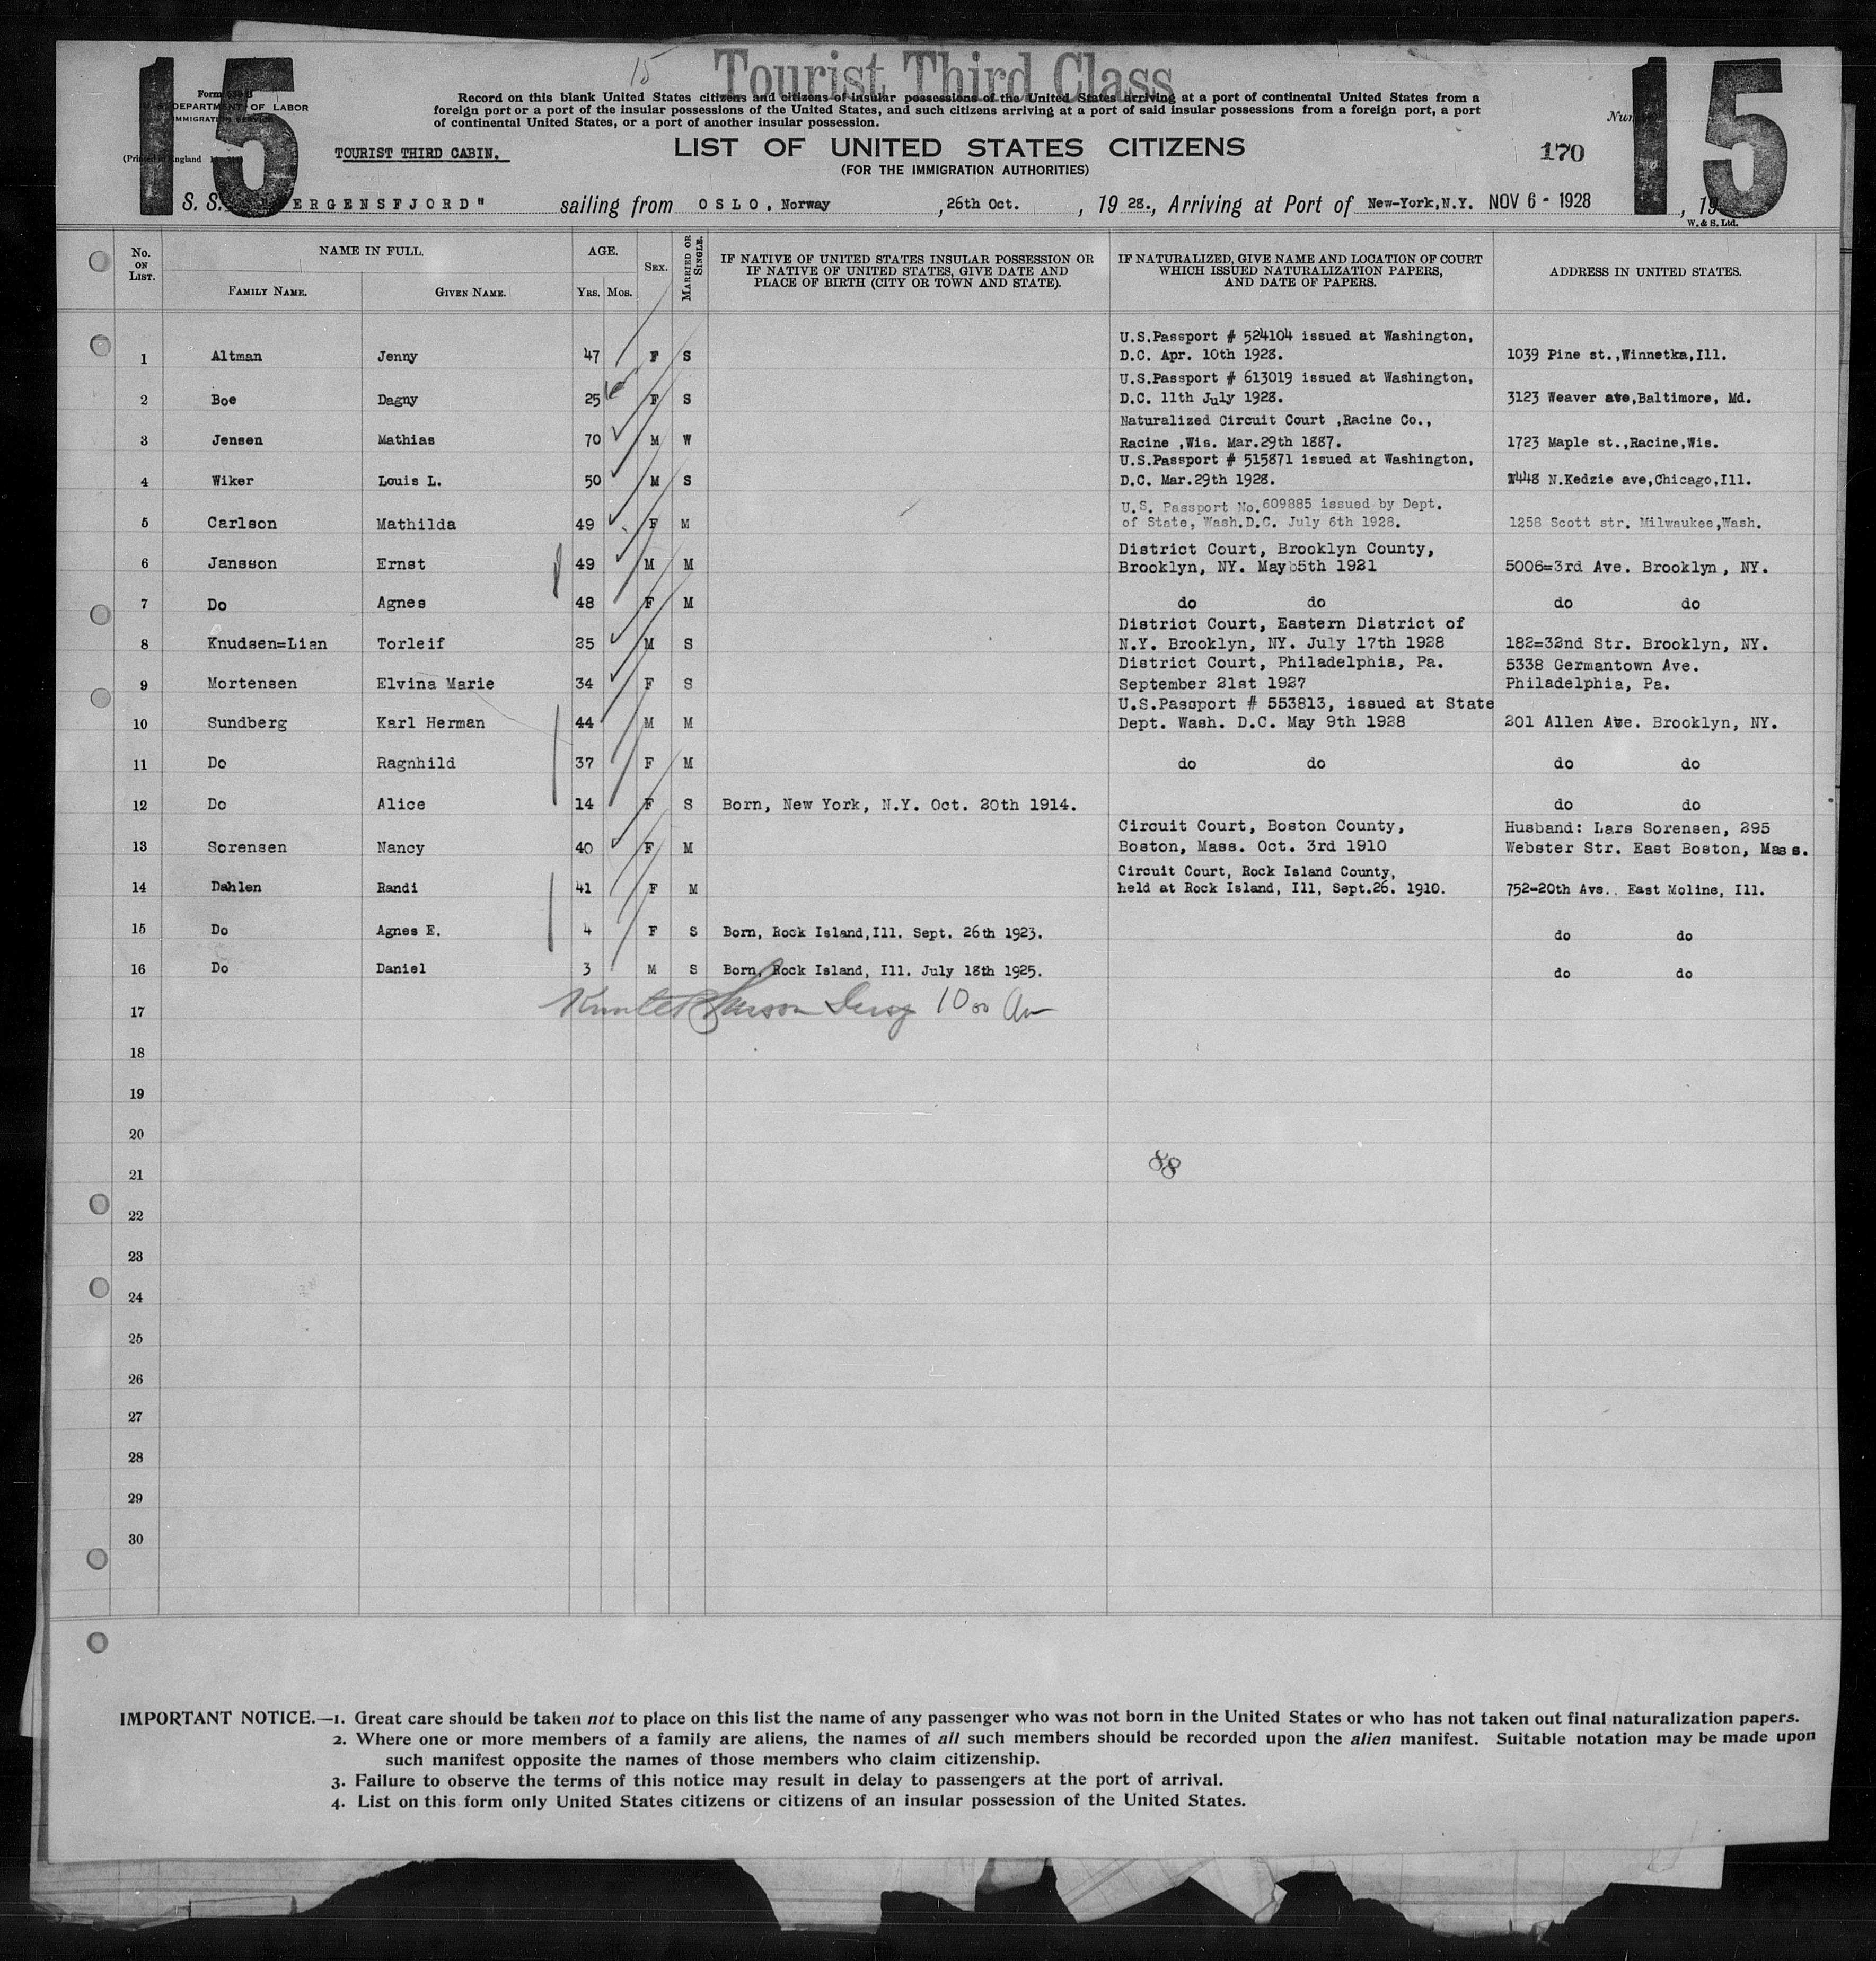 15
Tourist Third Class
15
15
Form 630 B
DEPARTMENT OF LABOR
IMMIGRATION SERVICE
Record on this blank United States citizens and citizens of insular possessions of the United States arriving at a port of continental United States from a
foreign port or a port of the insular possessions of the United States, and such citizens arriving at a port of said insular possessions from a foreign port, a port
of continental United States, or a port of another insular possession.
TOURIST THIRD CABIN.
LIST OF UNITED STATES CITIZENS
(FOR THE IMMIGRATION AUTHORITIES)
170
S. S. "BERGENSFJORD" sailing from OSLO, Norway , 26th Oct. , 1928., Arriving at Port of New-York, N.Y. NOV 6 - 1928 , 19
W. & S. Ltd.
No. ON LIST. NAME IN FULL. AGE. SEX. MARRIED OR SINGLE. IF NATIVE OF UNITED STATES INSULAR POSSESSION OR IF NATIVE OF UNITED STATES, GIVE DATE AND PLACE OF BIRTH (CITY OR TOWN AND STATE). IF NATURALIZED, GIVE NAME AND LOCATION OF COURT WHICH ISSUED NATURALIZATION PAPERS, AND DATE OF PAPERS. ADDRESS IN UNITED STATES.
FAMILY NAME. GIVEN NAME. YRS. MOS.
U.S.Passport # 524104 issued at Washington,
1 Altman Jenny 47 F S D.C. Apr. 10th 1928. 1039 Pine st.,Winnetka,Ill.
U.S.Passport # 613019 issued at Washington,
2 Boe Dagny 25 F S D.C. 11th July 1928. 3123 Weaver ave,Baltimore, Md.
Naturalized Circuit Court ,Racine Co.,
3 Jensen Mathias 70 M W Racine ,Wis. Mar.29th 1887. 1723 Maple st.,Racine,Wis.
U.S.Passport # 515871 issued at Washington,
4 Wiker Louis L. 50 M S D.C. Mar.29th 1928. 1448 N.Kedzie ave,Chicago,Ill.
U.S. Passport No. 609885 issued by Dept.
5 Carlson Mathilda 49 F M of State, Wash.D.C. July 6th 1928. 1258 Scott str. Milwaukee,Wash.
District Court, Brooklyn County,
6 Jansson Ernst 49 M M Brooklyn, NY. May 5th 1921 5006=3rd Ave. Brooklyn, NY.
7 Do Agnes 48 F M do do do do
District Court, Eastern District of
8 Knudsen=Lian Torleif 25 M S N.Y. Brooklyn, NY. July 17th 1928 182=32nd Str. Brooklyn, NY.
District Court, Philadelphia, Pa. 5338 Germantown Ave.
9 Mortensen Elvina Marie 34 F S September 21st 1927 Philadelphia, Pa.
U.S.Passport # 553813, issued at State
10 Sundberg Karl Herman 44 M M Dept. Wash. D.C. May 9th 1928 201 Allen Ave. Brooklyn, NY.
11 Do Ragnhild 37 F M do do do do
12 Do Alice 14 F S Born, New York, N.Y. Oct. 20th 1914. do do
Circuit Court, Boston County, Husband: Lars Sorensen, 295
13 Sorensen Nancy 40 F M Boston, Mass. Oct. 3rd 1910 Webster Str. East Boston, Mass.
Circuit Court, Rock Island County,
14 Dahlen Randi 41 F M held at Rock Island, Ill, Sept.26. 1910. 752-20th Ave.. East Moline, Ill.
15 Do Agnes E. 4 F S Born, Rock Island,Ill. Sept. 26th 1923. do do
16 Do Daniel 3 M S Born, Rock Island, Ill. July 18th 1925. do do
17
18
19
20
21
88
22
23
24
25
26
27
28
29
30
IMPORTANT NOTICE.—1. Great care should be taken not to place on this list the name of any passenger who was not born in the United States or who has not taken out final naturalization papers.
2. Where one or more members of a family are aliens, the names of all such members should be recorded upon the alien manifest. Suitable notation may be made upon
such manifest opposite the names of those members who claim citizenship.
3. Failure to observe the terms of this notice may result in delay to passengers at the port of arrival.
4. List on this form only United States citizens or citizens of an insular possession of the United States.